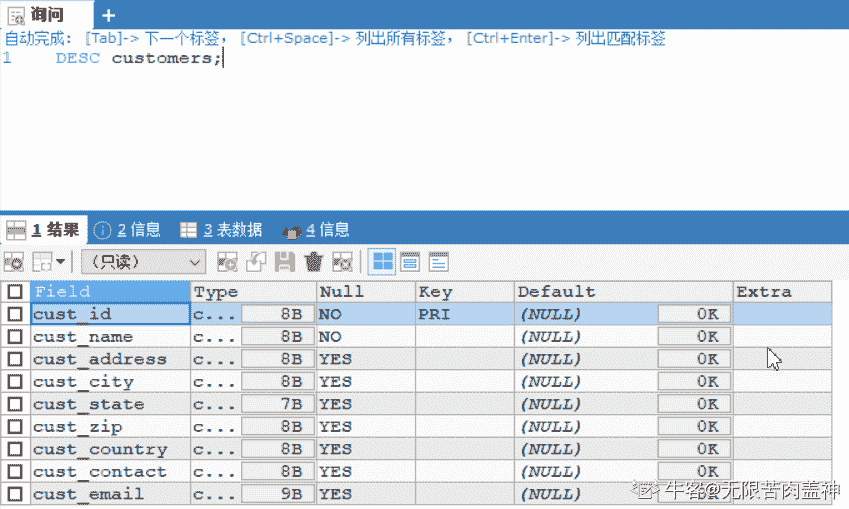 询问
自动完成: [Tab]-> 下一个标签, [Ctrl+Space]-> 列出所有标签, [Ctrl+Enter]-> 列出匹配标签
1 DESC customers;
1 结果 2 信息 3 表数据 4 信息
(只读)
Field Type Null Key Default Extra
cust_id c... 8B NO PRI (NULL) 0K
cust_name c... 8B NO (NULL) 0K
cust_address c... 8B YES (NULL) 0K
cust_city c... 8B YES (NULL) 0K
cust_state c... 7B YES (NULL) 0K
cust_zip c... 8B YES (NULL) 0K
cust_country c... 8B YES (NULL) 0K
cust_contact c... 8B YES (NULL) 0K
cust_email c... 9B YES (NULL) 0K
牛客@无限苦肉盖神